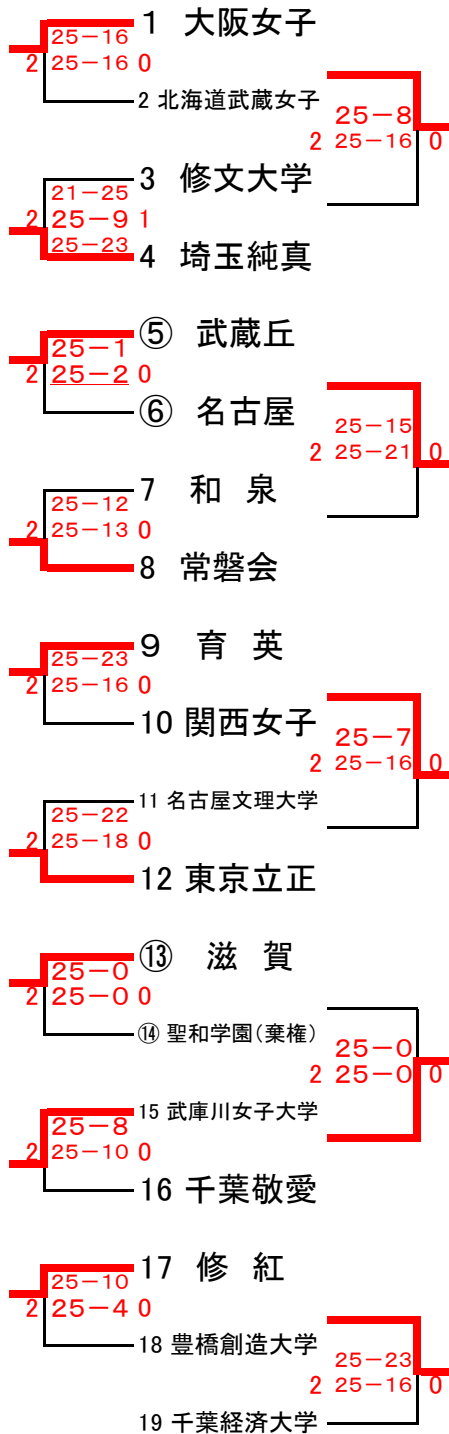 1 大阪女子
25－16
2 25－16 0
2 北海道武蔵女子
25－8
2 25－16 0
3 修文大学
21－25
2 25－9 1
25－23
4 埼玉純真
⑤ 武蔵丘
25－1
2 25－2 0
⑥ 名古屋
25－15
2 25－21 0
7 和 泉
25－12
2 25－13 0
8 常磐会
9 育 英
25－23
2 25－16 0
10 関西女子
25－7
2 25－16 0
11 名古屋文理大学
25－22
2 25－18 0
12 東京立正
⑬ 滋 賀
25－0
2 25－0 0
⑭ 聖和学園（棄権）
25－0
2 25－0 0
15 武庫川女子大学
25－8
2 25－10 0
16 千葉敬愛
17 修 紅
25－10
2 25－4 0
18 豊橋創造大学
25－23
2 25－16 0
19 千葉経済大学